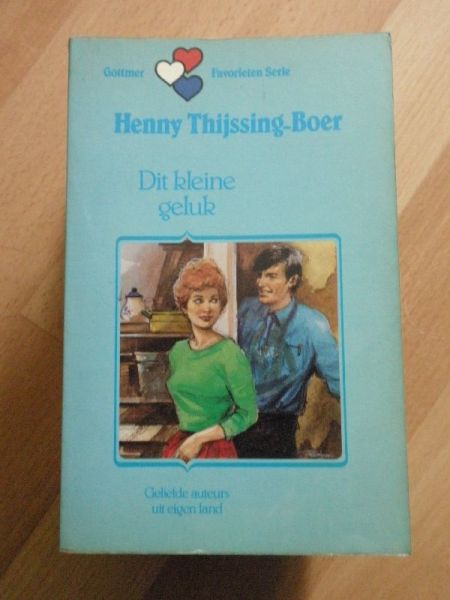 Gottmer Favorieten Serie
Henny Thijssing-Boer
Dit kleine
geluk
Geliefde auteurs
uit eigen land